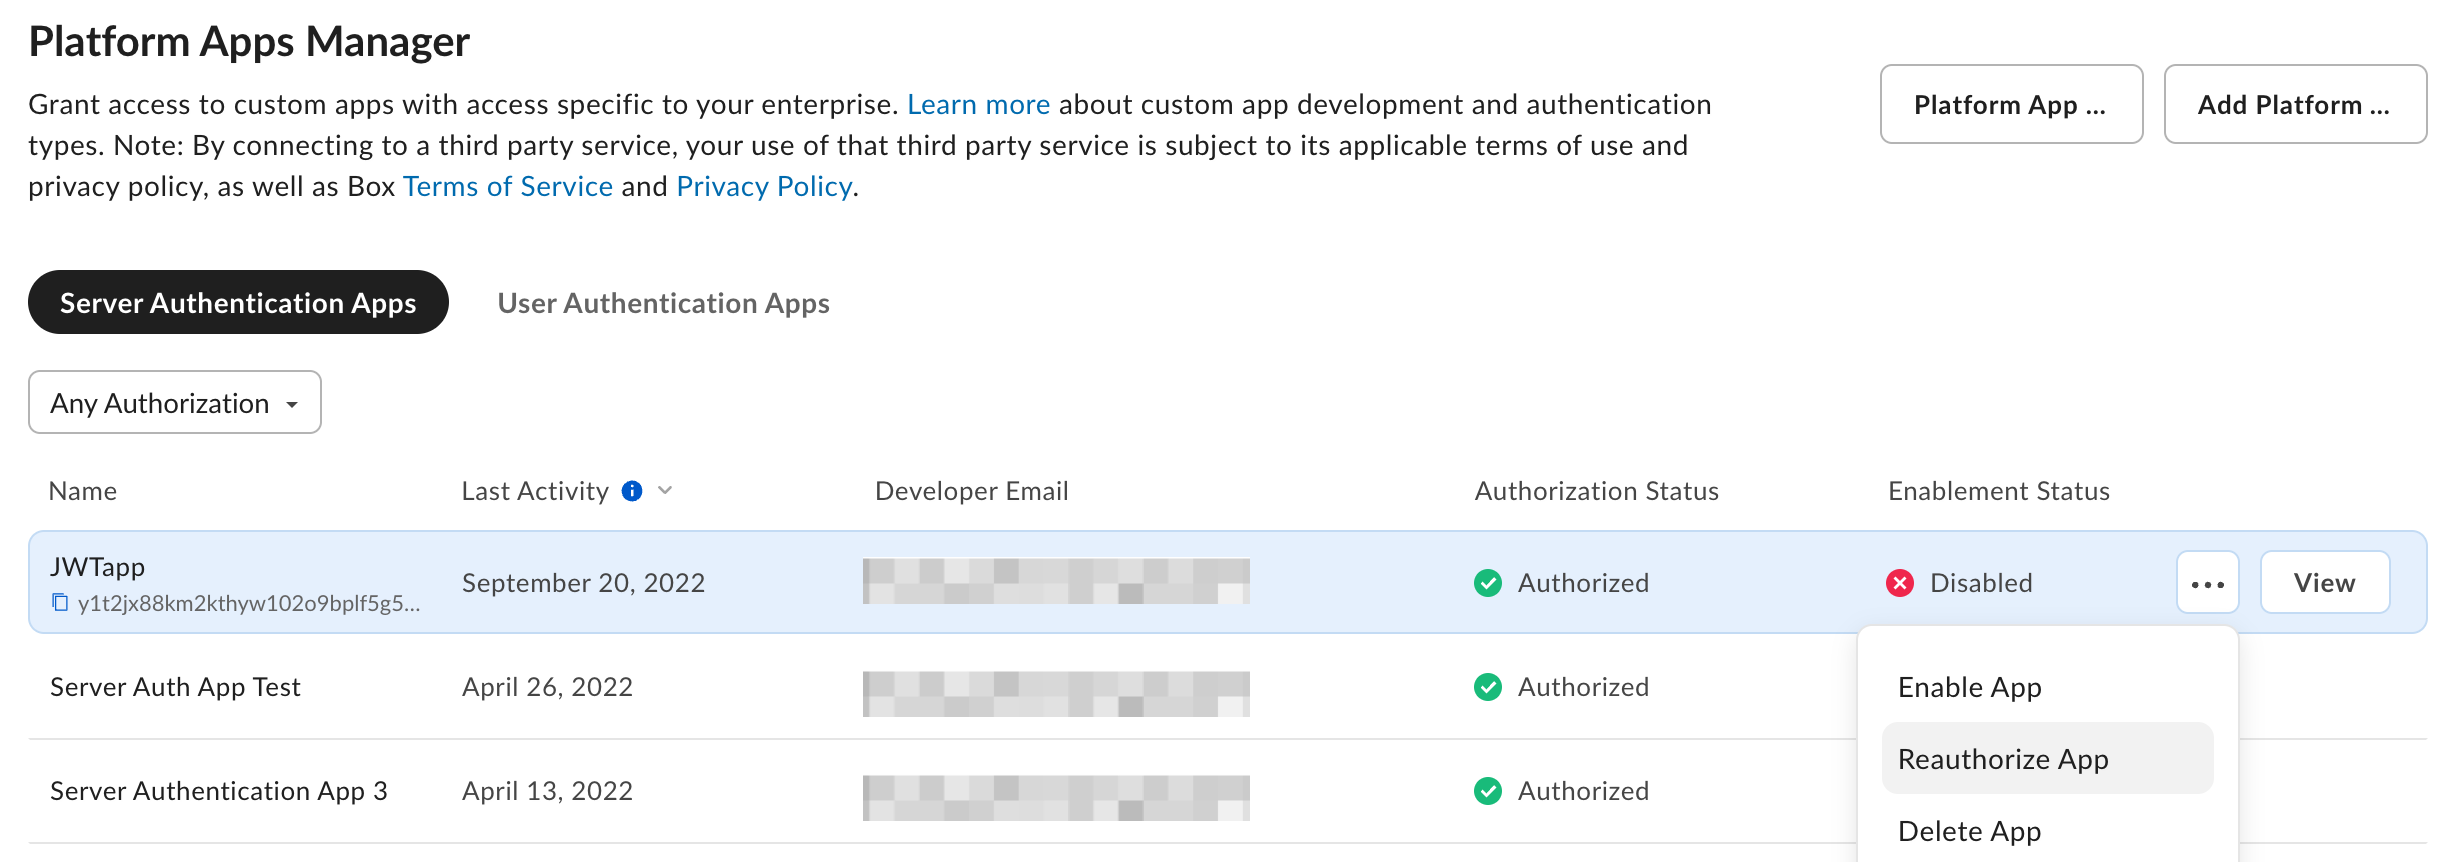 Platform Apps Manager
Grant access to custom apps with access specific to your enterprise. Learn more about custom app development and authentication
types. Note: By connecting to a third party service, your use of that third party service is subject to its applicable terms of use and
privacy policy, as well as Box Terms of Service and Privacy Policy.
Platform App ...
Add Platform ...
Server Authentication Apps
User Authentication Apps
Any Authorization
Name
Last Activity
Developer Email
Authorization Status
Enablement Status
JWTapp
y1t2jx88km2kthyw102o9bplf5g5...
September 20, 2022
Authorized
Disabled
View
Server Auth App Test
April 26, 2022
Authorized
Enable App
Reauthorize App
Server Authentication App 3
April 13, 2022
Authorized
Delete App